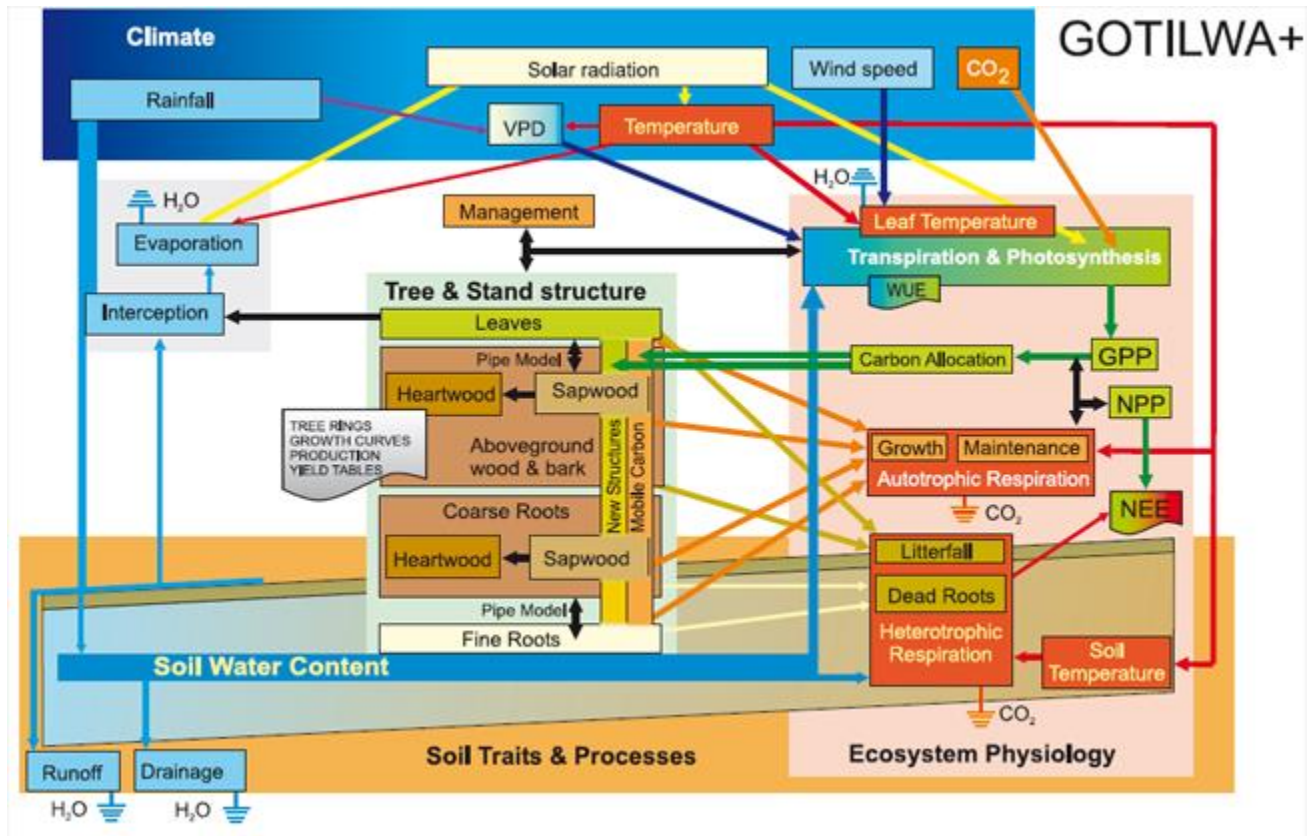 GOTILWA+
Climate
Solar radiation
Wind speed
CO₂
Rainfall
VPD
Temperature
H₂O
H₂O
Management
Leaf Temperature
Evaporation
Transpiration & Photosynthesis
WUE
Tree & Stand structure
Interception
Leaves
Pipe Model
Carbon Allocation
GPP
Heartwood
Sapwood
NPP
TREE RINGS
GROWTH CURVES
PRODUCTION
YIELD TABLES
Aboveground
wood & bark
New Structures
Mobile Carbon
Growth
Maintenance
Autotrophic Respiration
CO₂
NEE
Coarse Roots
Heartwood
Sapwood
Litterfall
Dead Roots
Pipe Model
Fine Roots
Heterotrophic
Respiration
Soil
Temperature
Soil Water Content
CO₂
Soil Traits & Processes
Ecosystem Physiology
Runoff
Drainage
H₂O
H₂O